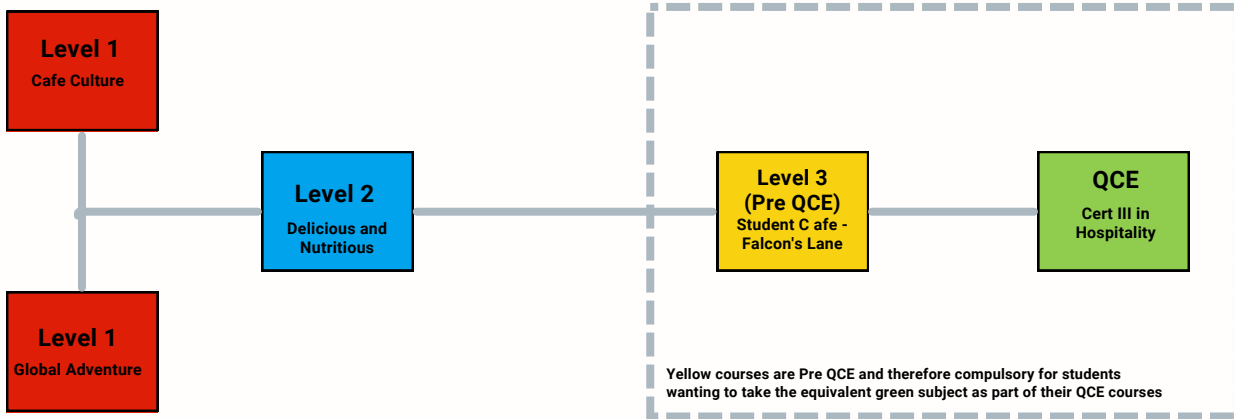 Level 1
Cafe Culture
Level 2
Delicious and
Nutritious
Level 3
(Pre QCE)
Student C afe -
Falcon's Lane
QCE
Cert III in
Hospitality
Level 1
Global Adventure
Yellow courses are Pre QCE and therefore compulsory for students
wanting to take the equivalent green subject as part of their QCE courses